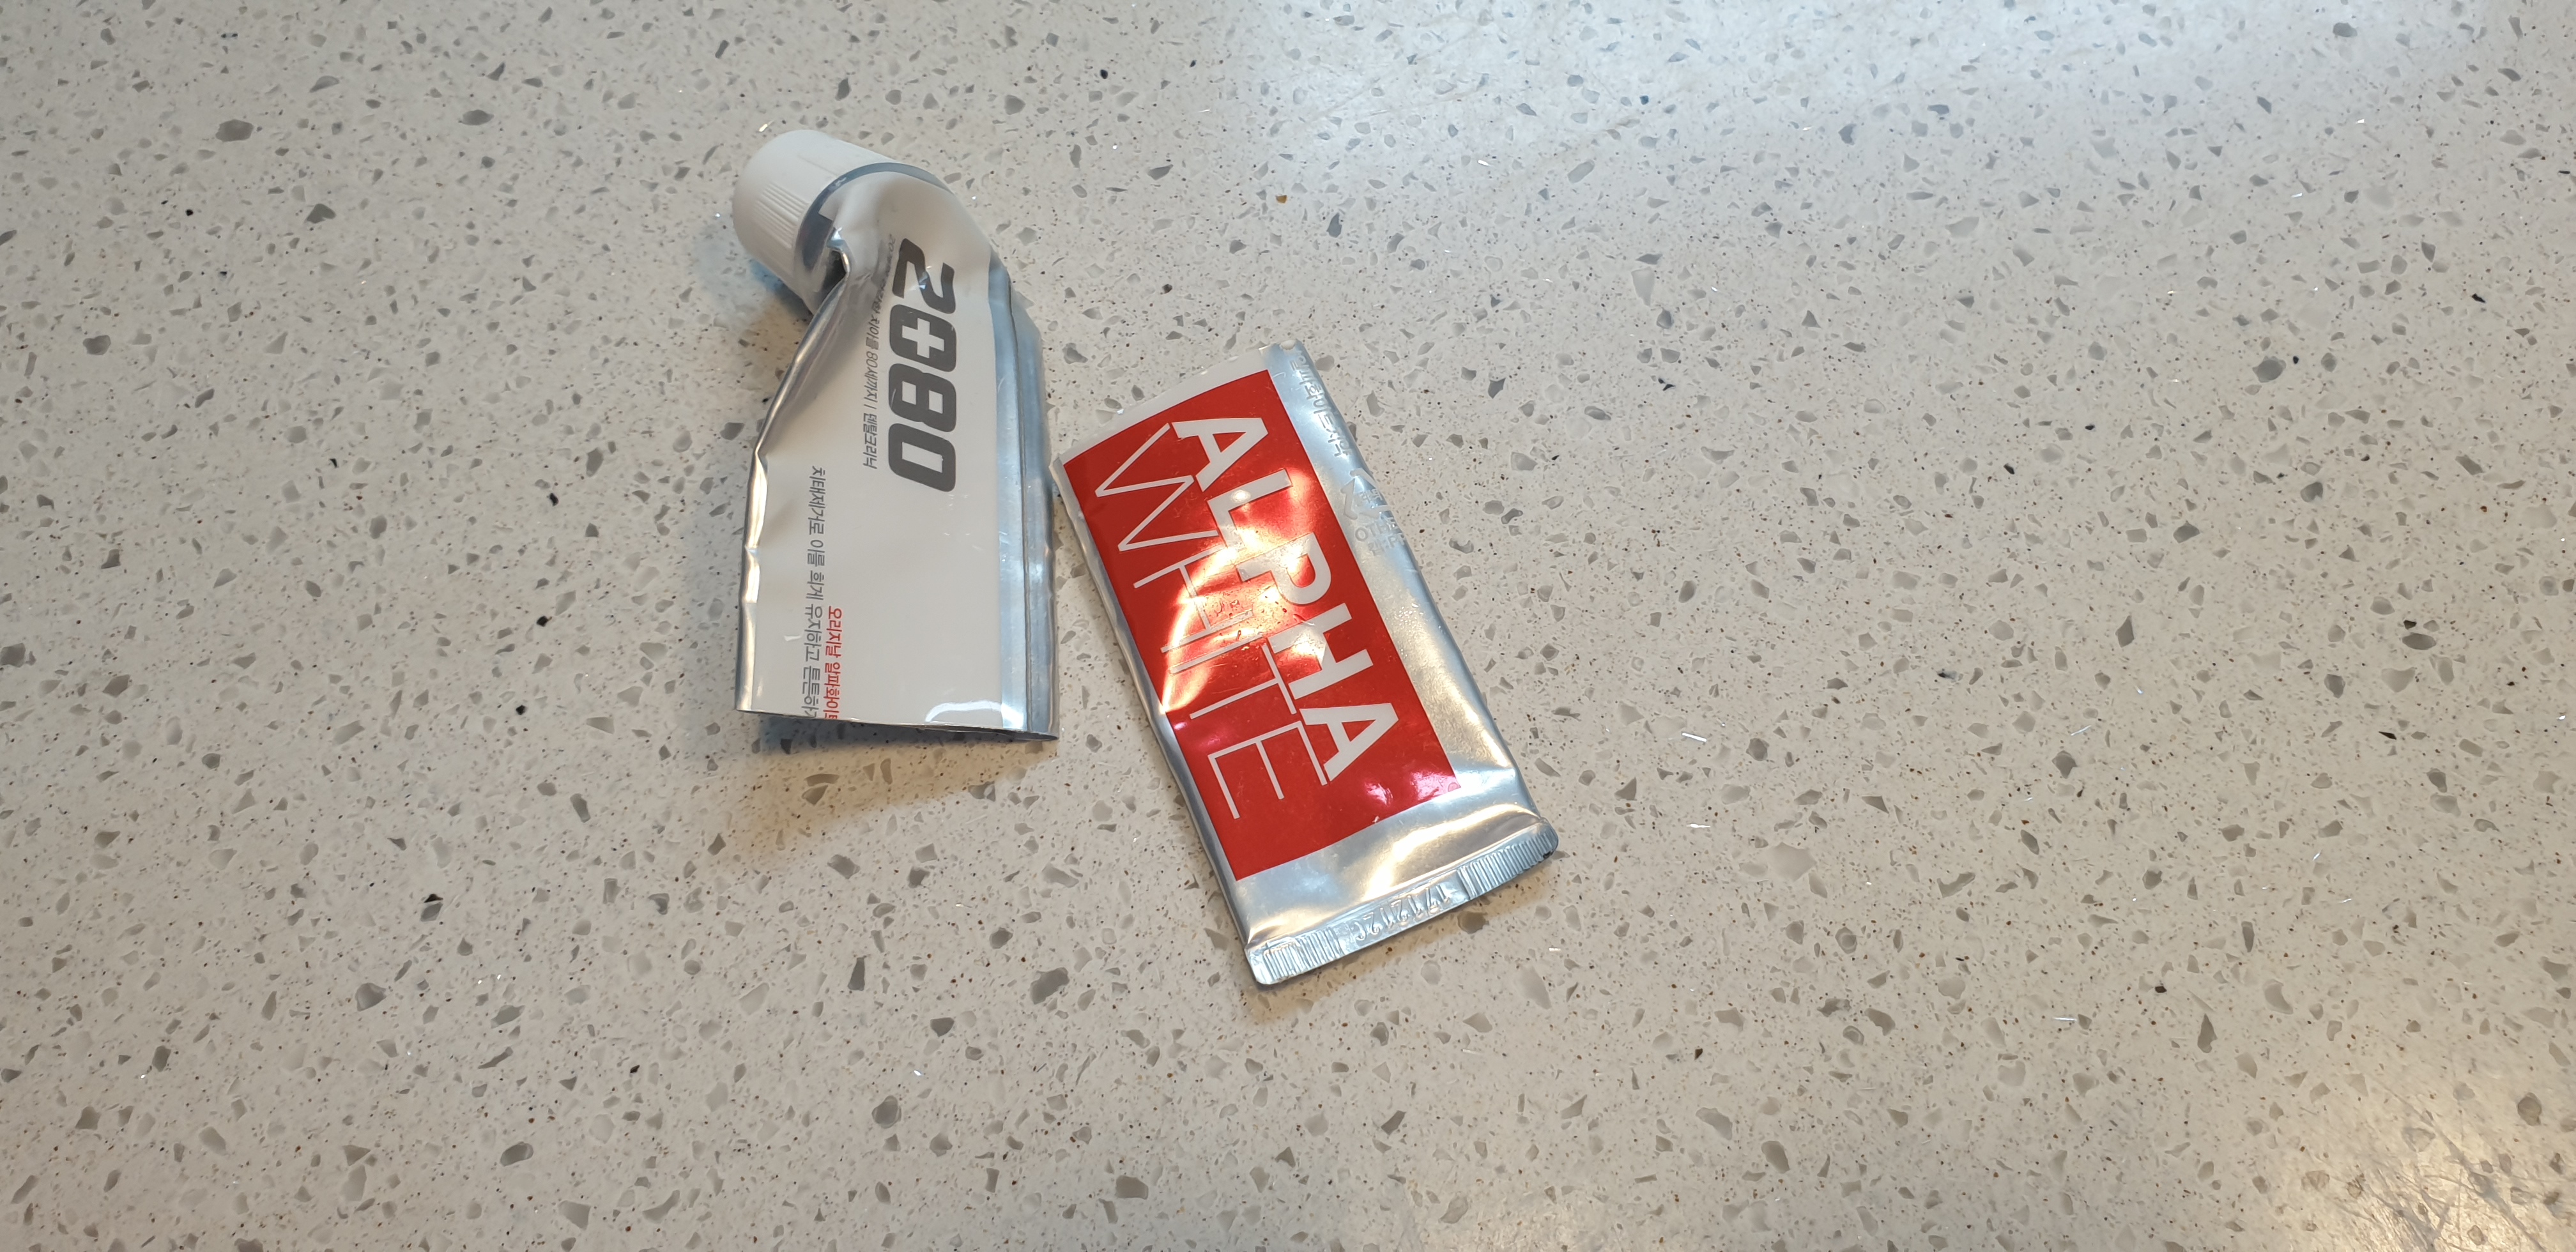 2080
치아를 80세까지 | 덴탈크리닉
오리지날 알파화이트
치태제거로 이를 희게 유지하고 튼튼하
ALPHA
WHITE
OTHER
171212C